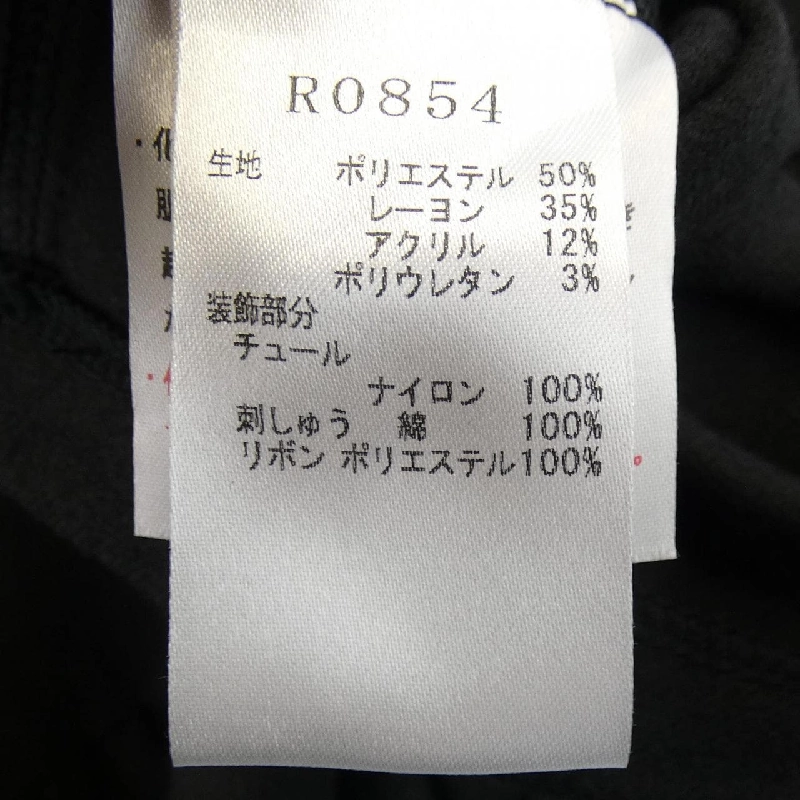 R0854
生地 ポリエステル 50%
レーヨン 35%
アクリル 12%
ポリウレタン 3%
装飾部分
チュール
ナイロン 100%
刺しゅう 綿 100%
リボン ポリエステル100%